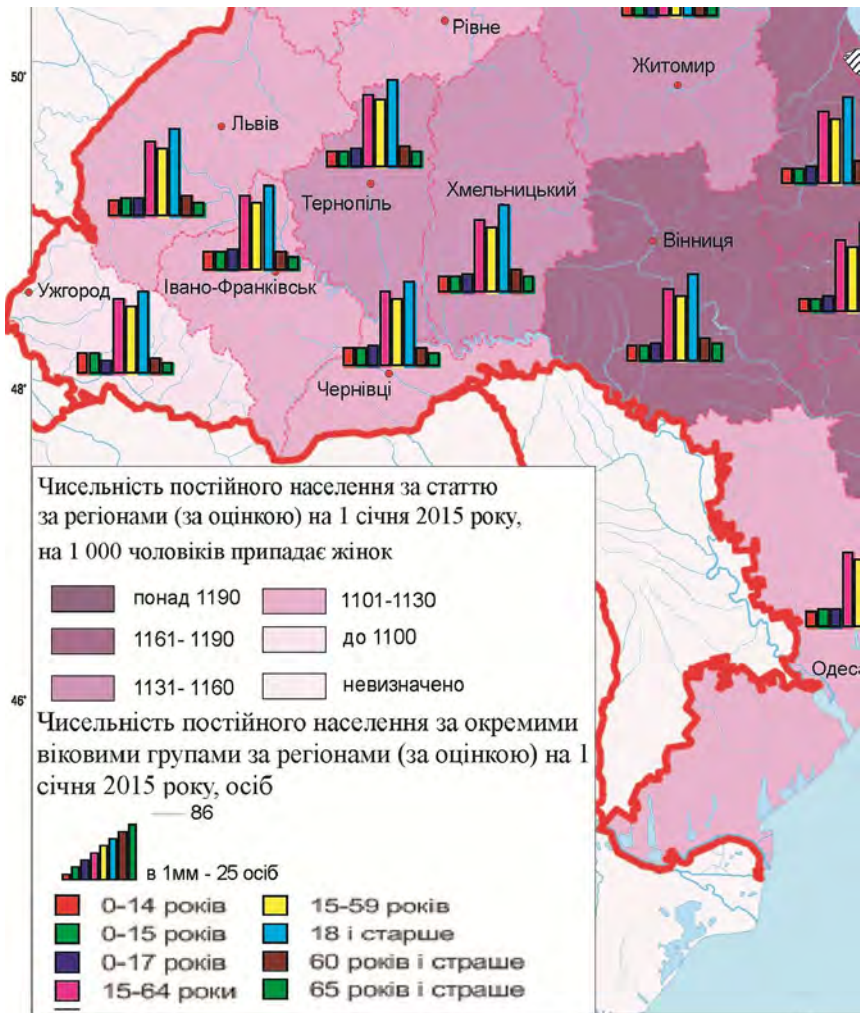 Рівне
50'
Житомир
Львів
Тернопіль
Хмельницький
Вінниця
Ужгород
Івано-Франківськ
48'
Чернівці
Чисельність постійного населення за статтю
за регіонами (за оцінкою) на 1 січня 2015 року,
на 1 000 чоловіків припадає жінок
понад 1190
1101-1130
1161- 1190
до 1100
1131- 1160
невизначено
Одеса
46'
Чисельність постійного населення за окремими
віковими групами за регіонами (за оцінкою) на 1
січня 2015 року, осіб
86
в 1мм - 25 осіб
0-14 років
15-59 років
0-15 років
18 і старше
0-17 років
60 років і страше
15-64 роки
65 років і страше